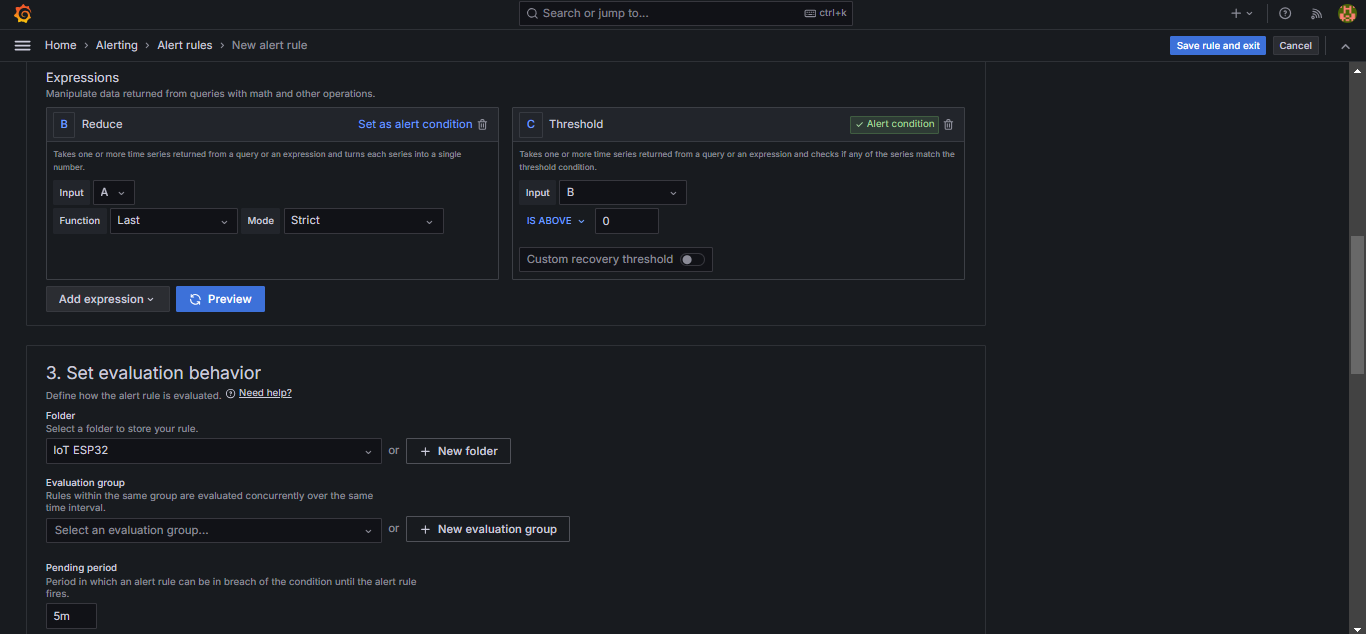 Search or jump to...
ctrl+k
Home › Alerting › Alert rules › New alert rule
Save rule and exit
Cancel
Expressions
Manipulate data returned from queries with math and other operations.
B
Reduce
Set as alert condition
Takes one or more time series returned from a query or an expression and turns each series into a single
number.
Input
A
Function
Last
Mode
Strict
C
Threshold
Alert condition
Takes one or more time series returned from a query or an expression and checks if any of the series match the
threshold condition.
Input
B
IS ABOVE
0
Custom recovery threshold
Add expression
Preview
3. Set evaluation behavior
Define how the alert rule is evaluated.
Need help?
Folder
Select a folder to store your rule.
IoT ESP32
or
+ New folder
Evaluation group
Rules within the same group are evaluated concurrently over the same
time interval.
Select an evaluation group...
or
+ New evaluation group
Pending period
Period in which an alert rule can be in breach of the condition until the alert rule
fires.
5m